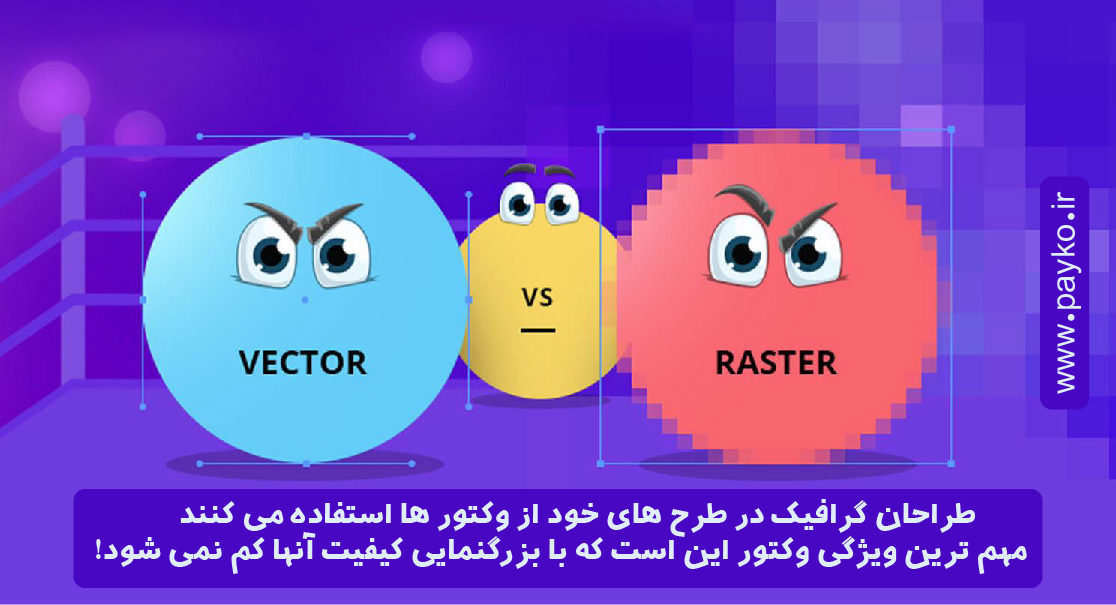 VECTOR
VS
RASTER
www.payko.ir
طراحان گرافیک در طرح های خود از وکتور ها استفاده می کنند
مهم ترین ویژگی وکتور این است که با بزرگنمایی کیفیت آنها کم نمی شود!